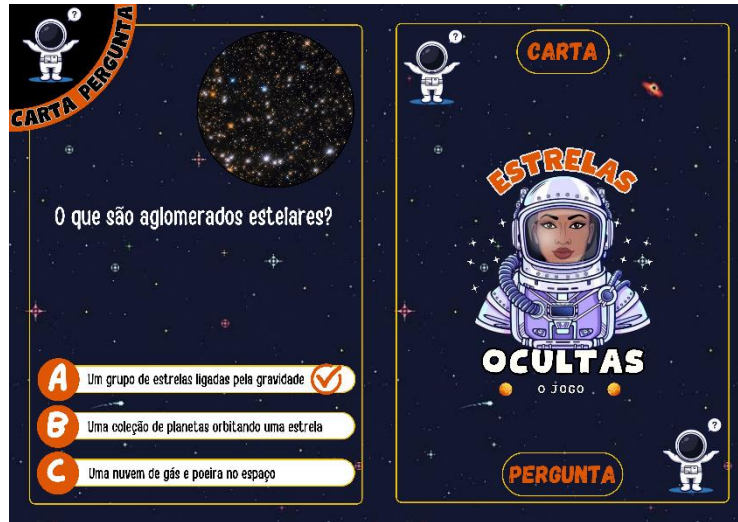 ?
CARTA PERGUNTA
O que são aglomerados estelares?
A Um grupo de estrelas ligadas pela gravidade
B Uma coleção de planetas orbitando uma estrela
C Uma nuvem de gás e poeira no espaço
?
CARTA
ESTRELAS
OCULTAS
O JOGO
PERGUNTA
?